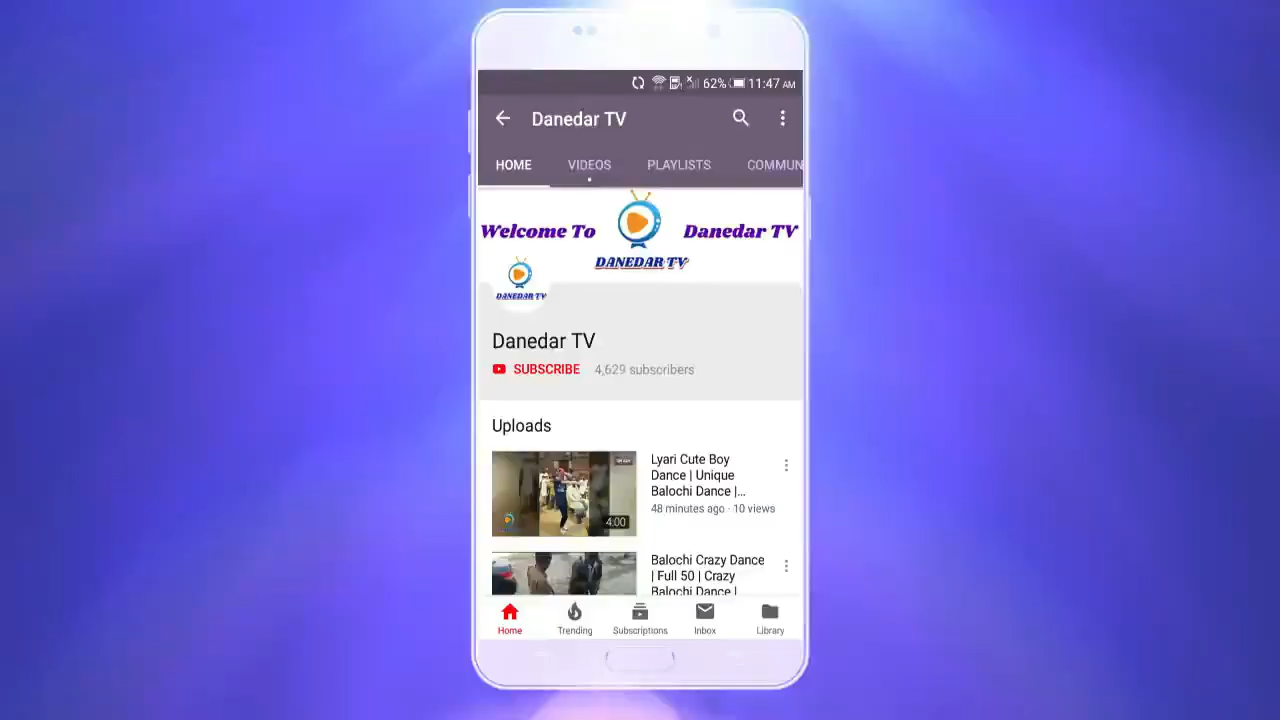 62% 11:47 AM
Danedar TV
HOME VIDEOS PLAYLISTS COMMUN
Welcome To Danedar TV
DANEDAR TV
DANEDAR TV
Danedar TV
SUBSCRIBE 4,629 subscribers
Uploads
Lyari Cute Boy
Dance | Unique
Balochi Dance |...
48 minutes ago · 10 views
4:00
Balochi Crazy Dance
| Full 50 | Crazy
Balochi Dance |
Home Trending Subscriptions Inbox Library